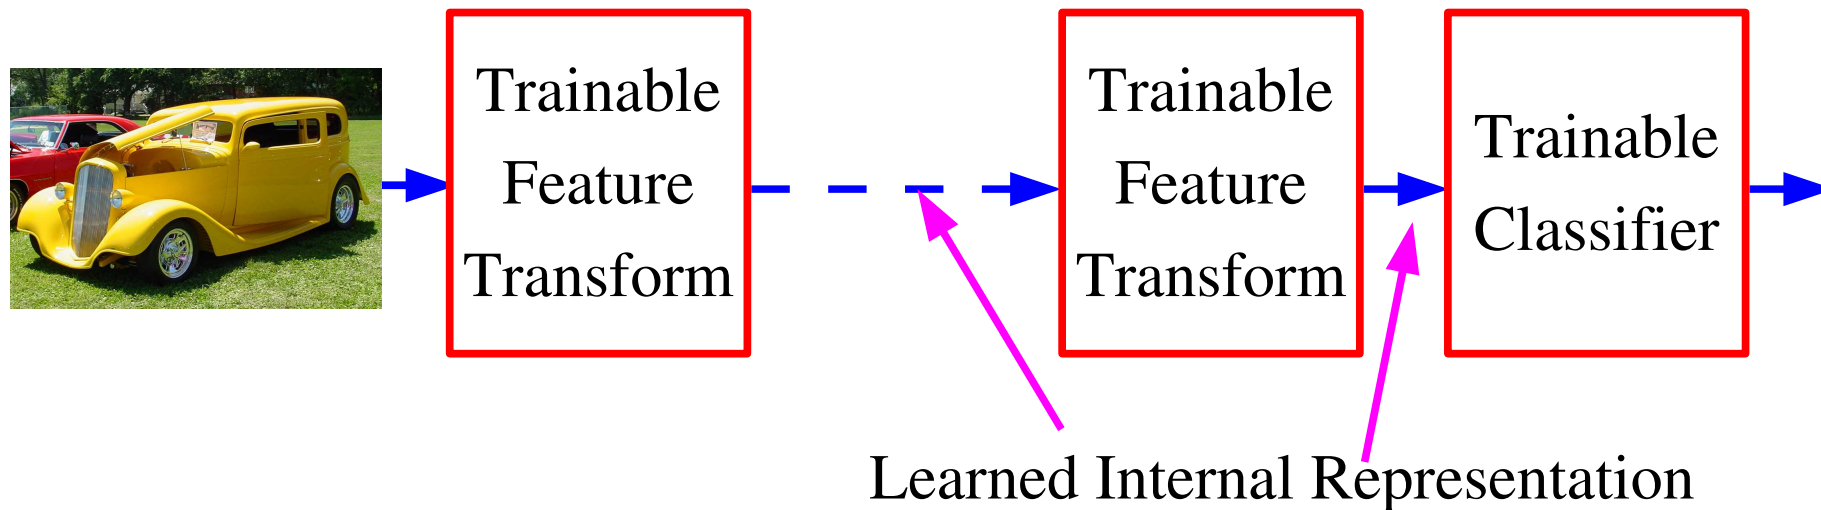 Trainable
Feature
Transform
Trainable
Feature
Transform
Trainable
Classifier
Learned Internal Representation